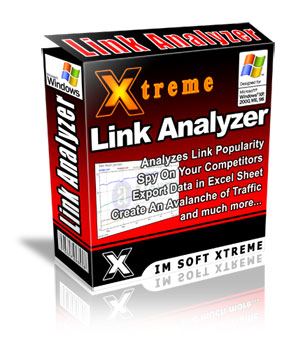 Link Analyzer
Windows
Designed for
Microsoft
Windows XP
2000, ME, 98
Xtreme
Link Analyzer
Analyzes Link Popularity
Spy On Your Competitors
Export Data in Excel Sheet
Create An Avalanche of Traffic
and much more...
Link Analyzer
X IM SOFT XTREME